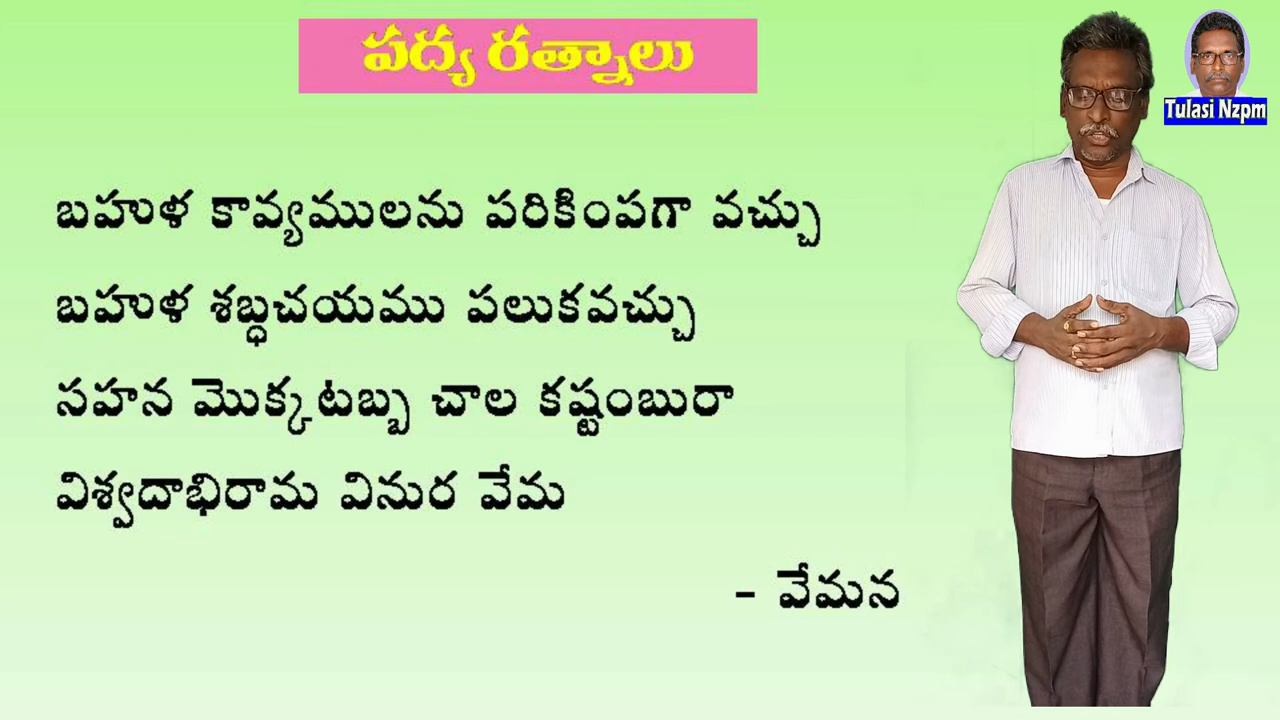 పద్య రత్నాలు
Tulasi Nzpm
బహుళ కావ్యములను పరికింపగా వచ్చు
బహుళ శబ్ధచయము పలుకవచ్చు
సహన మొక్కటబ్బ చాల కష్టంబురా
విశ్వదాభిరామ వినుర వేమ
- వేమన